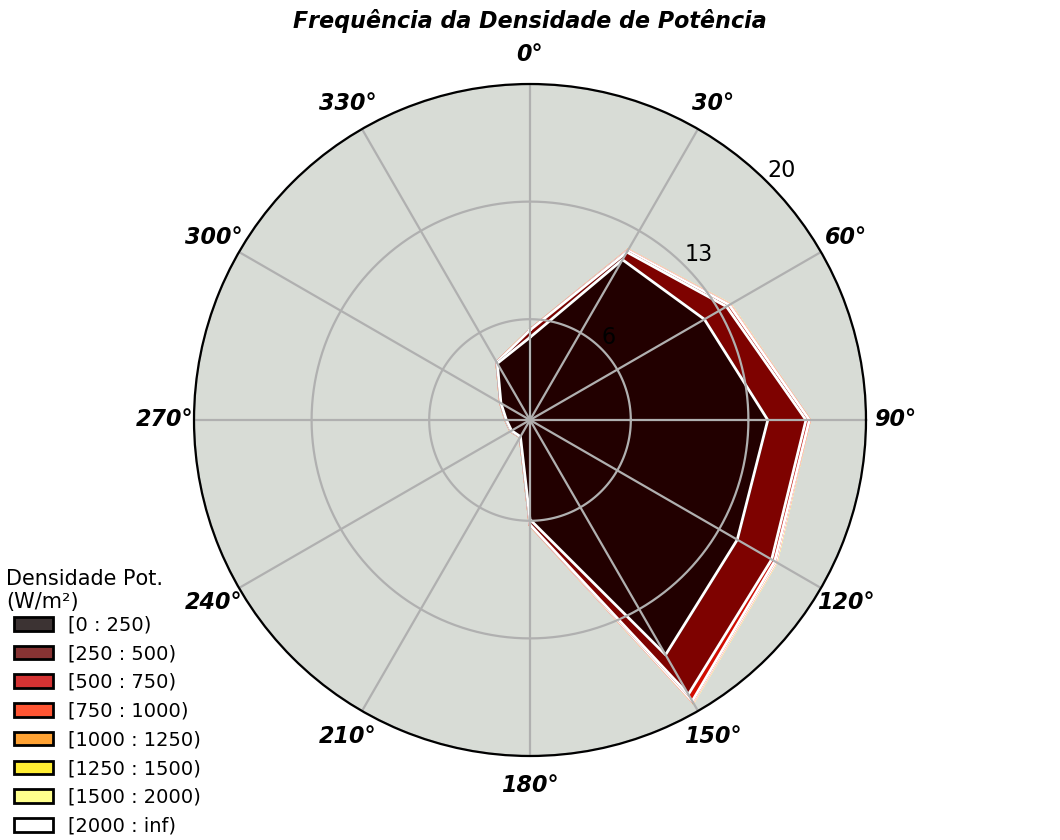 Frequência da Densidade de Potência
0°
330°
30°
20
13
300°
60°
6
270°
90°
240°
120°
210°
150°
180°
Densidade Pot.
(W/m²)
[0 : 250)
[250 : 500)
[500 : 750)
[750 : 1000)
[1000 : 1250)
[1250 : 1500)
[1500 : 2000)
[2000 : inf)